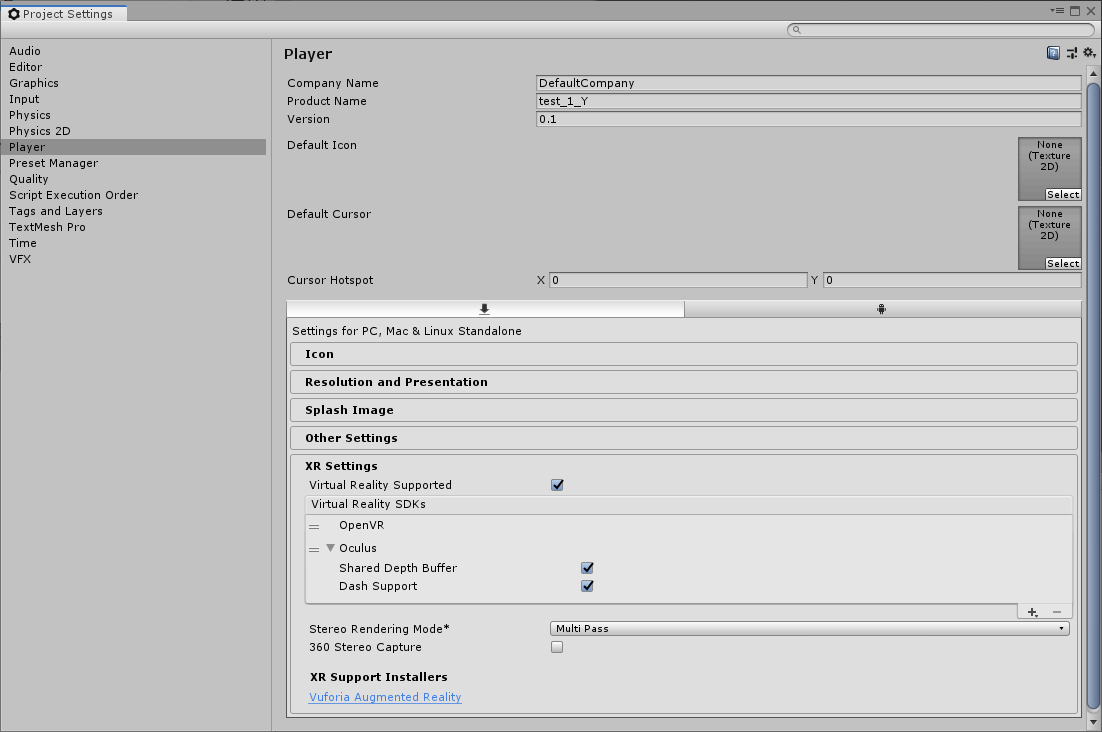 Project Settings
Audio
Editor
Graphics
Input
Physics
Physics 2D
Player
Preset Manager
Quality
Script Execution Order
Tags and Layers
TextMesh Pro
Time
VFX
Player
Company Name DefaultCompany
Product Name test_1_Y
Version 0.1
Default Icon
None
(Texture
2D)
Select
Default Cursor
None
(Texture
2D)
Select
Cursor Hotspot X 0 Y 0
Settings for PC, Mac & Linux Standalone
Icon
Resolution and Presentation
Splash Image
Other Settings
XR Settings
Virtual Reality Supported
Virtual Reality SDKs
OpenVR
Oculus
Shared Depth Buffer
Dash Support
Stereo Rendering Mode* Multi Pass
360 Stereo Capture
XR Support Installers
Vuforia Augmented Reality